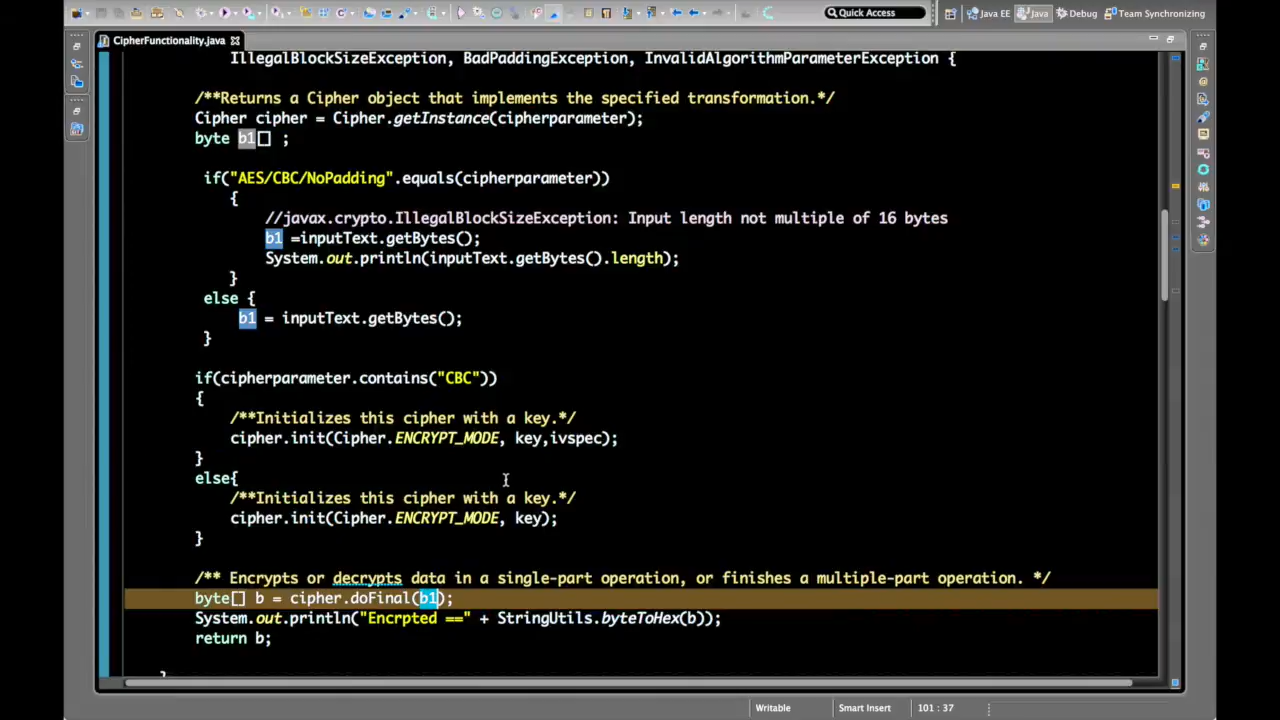 Quick Access
Java EE
Java
Debug
Team Synchronizing
CipherFunctionality.java
IllegalBlockSizeException, BadPaddingException, InvalidAlgorithmParameterException {
/**Returns a Cipher object that implements the specified transformation.*/
Cipher cipher = Cipher.getInstance(cipherparameter);
byte b1[] ;
if("AES/CBC/NoPadding".equals(cipherparameter))
{
//javax.crypto.IllegalBlockSizeException: Input length not multiple of 16 bytes
b1 =inputText.getBytes();
System.out.println(inputText.getBytes().length);
}
else {
b1 = inputText.getBytes();
}
if(cipherparameter.contains("CBC"))
{
/**Initializes this cipher with a key.*/
cipher.init(Cipher.ENCRYPT_MODE, key,ivspec);
}
else{
/**Initializes this cipher with a key.*/
cipher.init(Cipher.ENCRYPT_MODE, key);
}
/** Encrypts or decrypts data in a single-part operation, or finishes a multiple-part operation. */
byte[] b = cipher.doFinal(b1);
System.out.println("Encrpted ==" + StringUtils.byteToHex(b));
return b;
Writable
Smart Insert
101 : 37